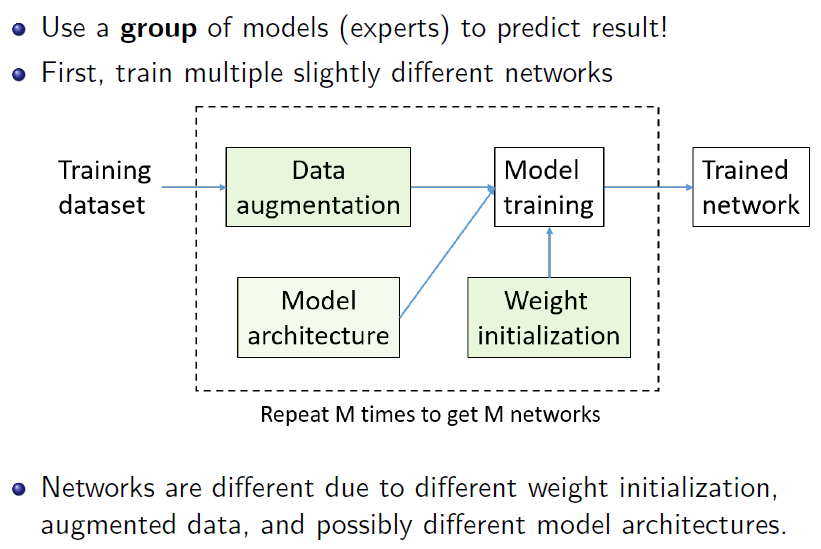 Use a group of models (experts) to predict result!
First, train multiple slightly different networks
Training
dataset
Data
augmentation
Model
training
Trained
network
Model
architecture
Weight
initialization
Repeat M times to get M networks
Networks are different due to different weight initialization,
augmented data, and possibly different model architectures.